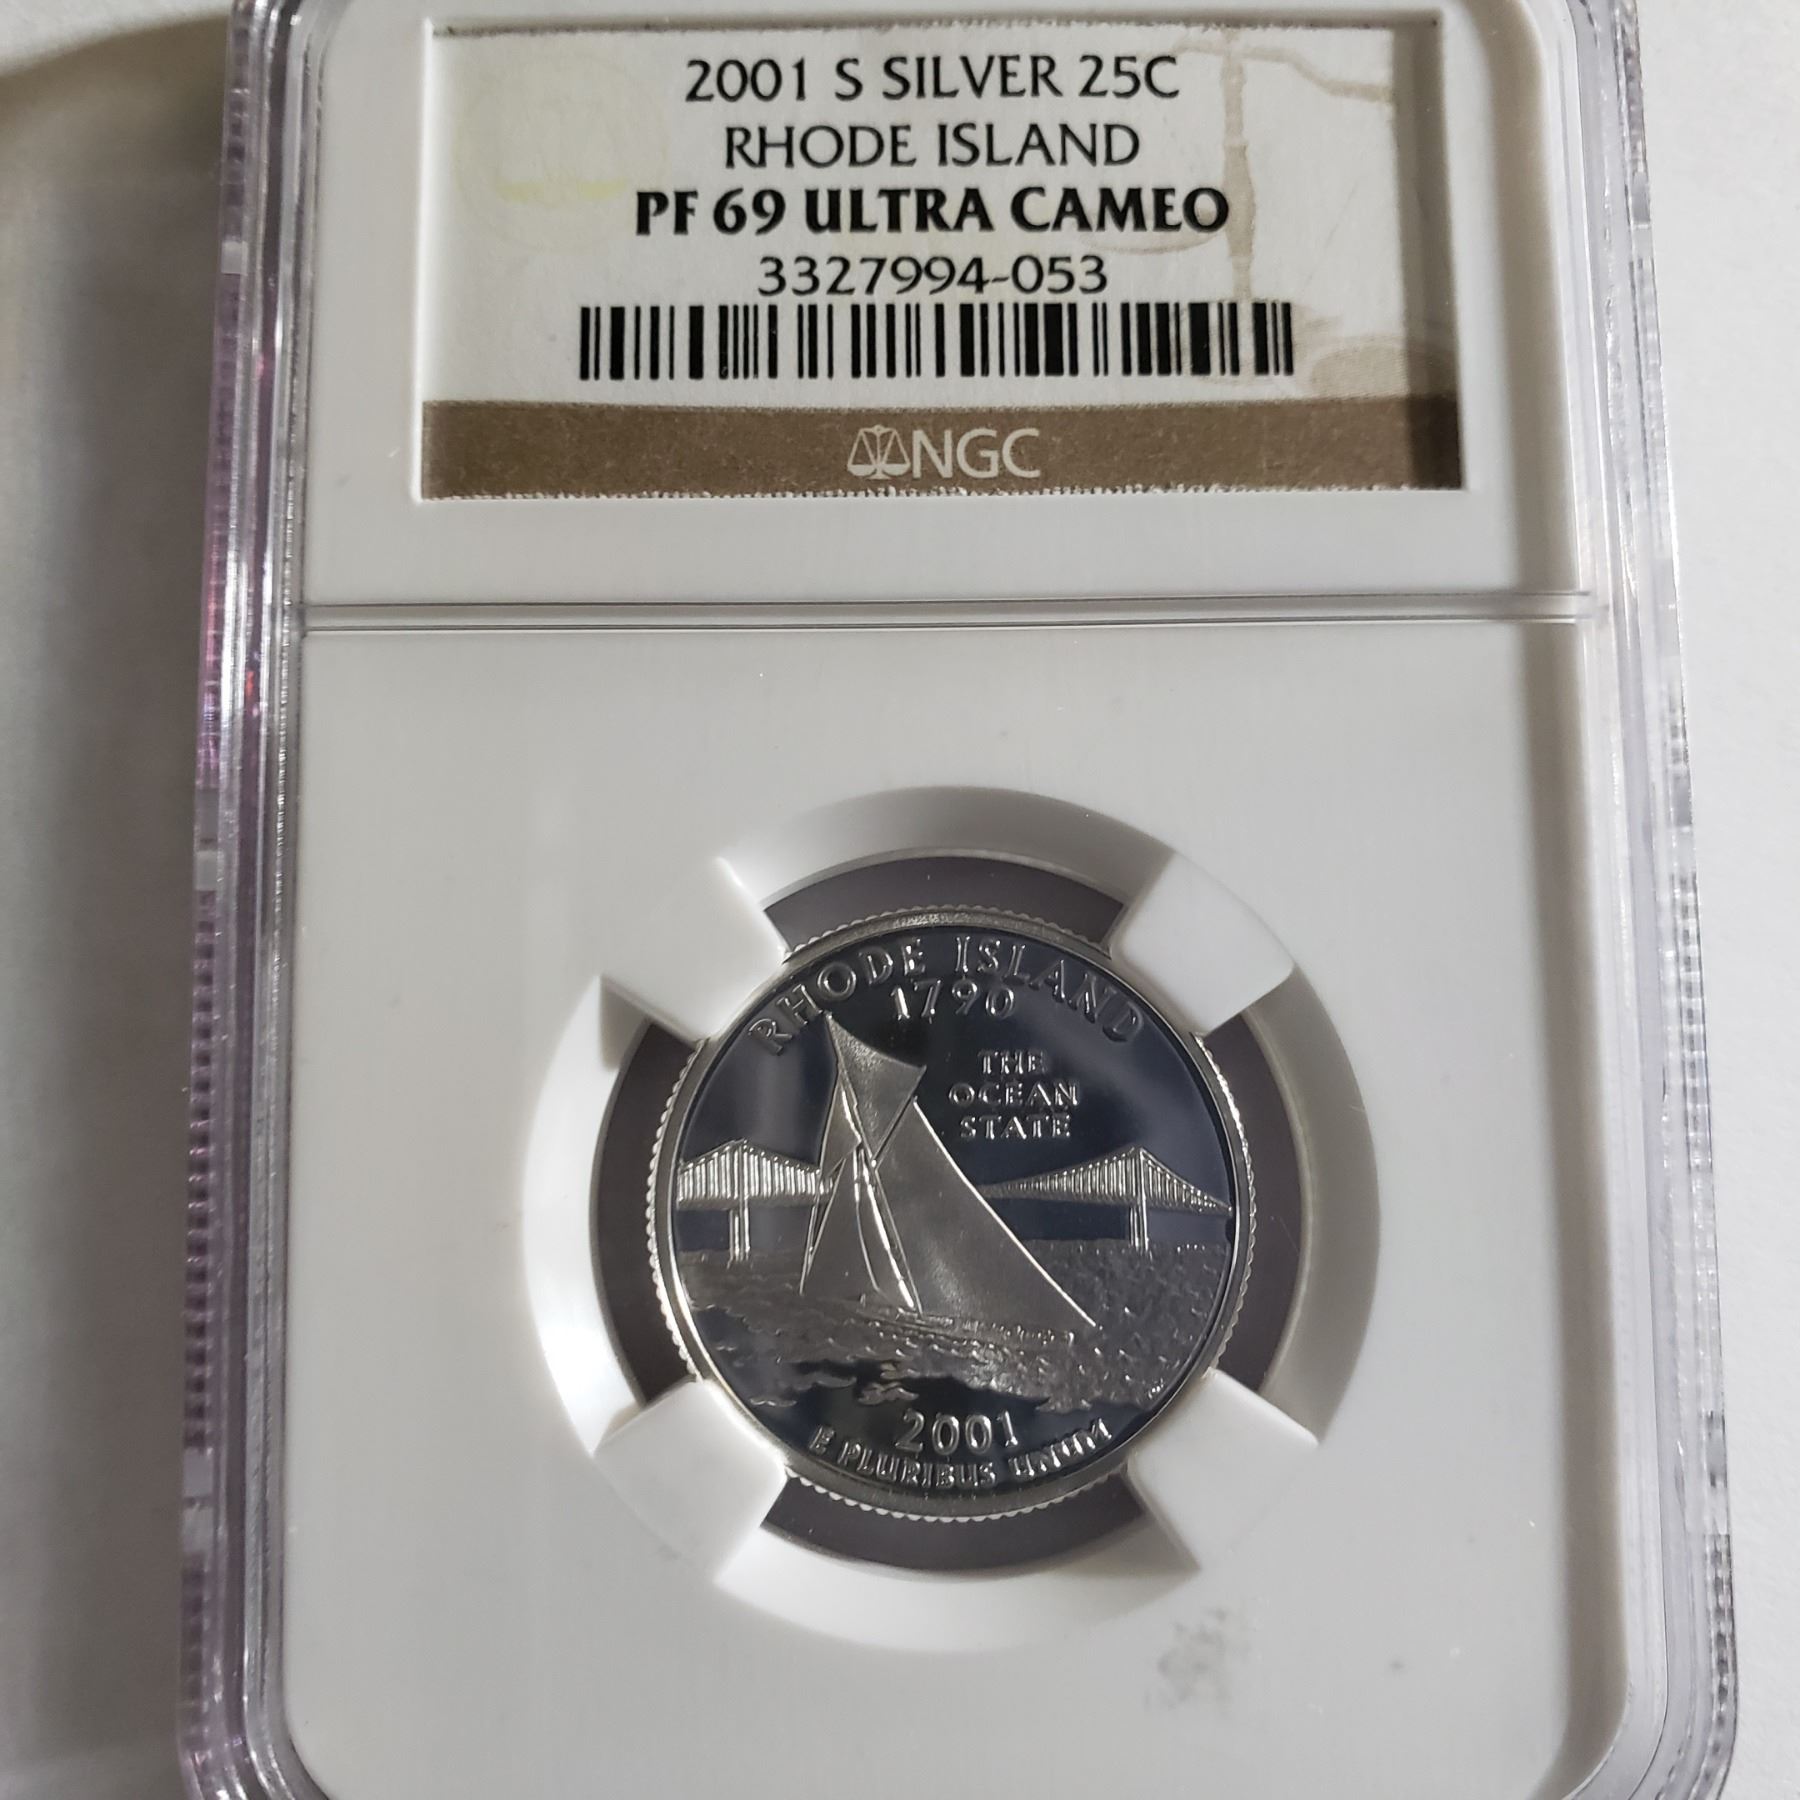 2001 S SILVER 25C
RHODE ISLAND
PF 69 ULTRA CAMEO
3327994-053
NGC
RHODE ISLAND
1790
THE
OCEAN
STATE
2001
E PLURIBUS UNUM